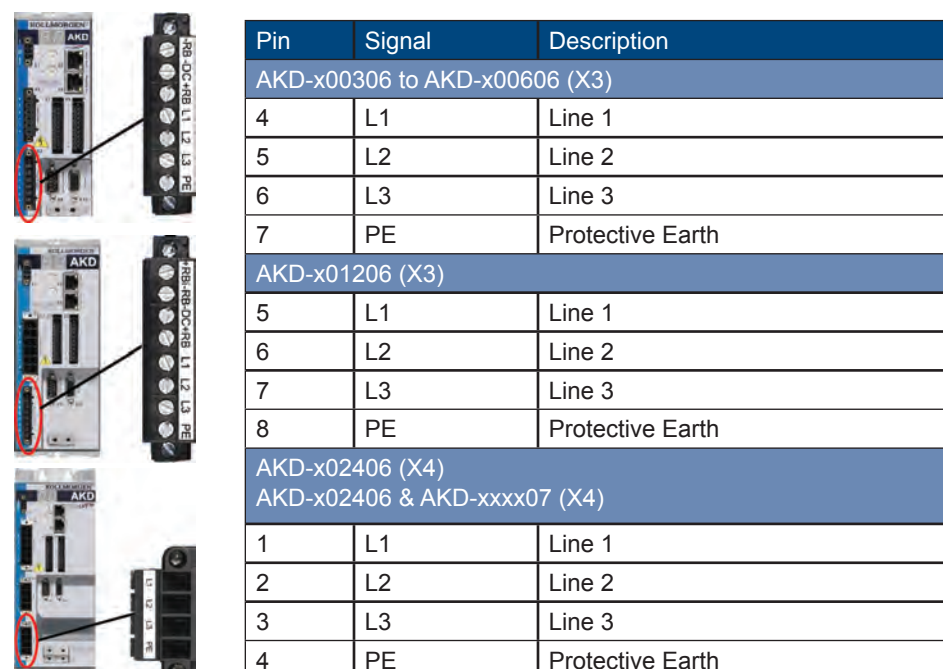 KOLLMORGEN
AKD
-RB -DC +RB L1 L2 L3 PE
AKD
+RBi -RB -DC +RB L1 L2 L3 PE
AKD
L1 L2 L3 PE
Pin Signal Description
AKD-x00306 to AKD-x00606 (X3)
4 L1 Line 1
5 L2 Line 2
6 L3 Line 3
7 PE Protective Earth
AKD-x01206 (X3)
5 L1 Line 1
6 L2 Line 2
7 L3 Line 3
8 PE Protective Earth
AKD-x02406 (X4)
AKD-x02406 & AKD-xxxx07 (X4)
1 L1 Line 1
2 L2 Line 2
3 L3 Line 3
4 PE Protective Earth